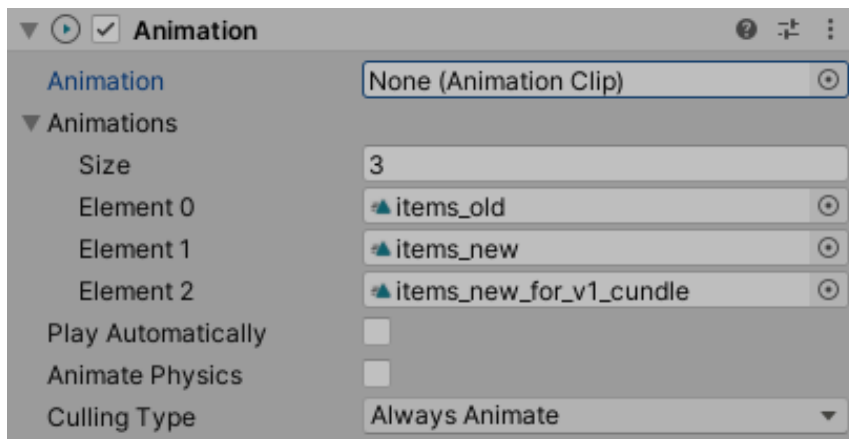 Animation
Animation None (Animation Clip)
Animations
Size 3
Element 0 items_old
Element 1 items_new
Element 2 items_new_for_v1_cundle
Play Automatically
Animate Physics
Culling Type Always Animate